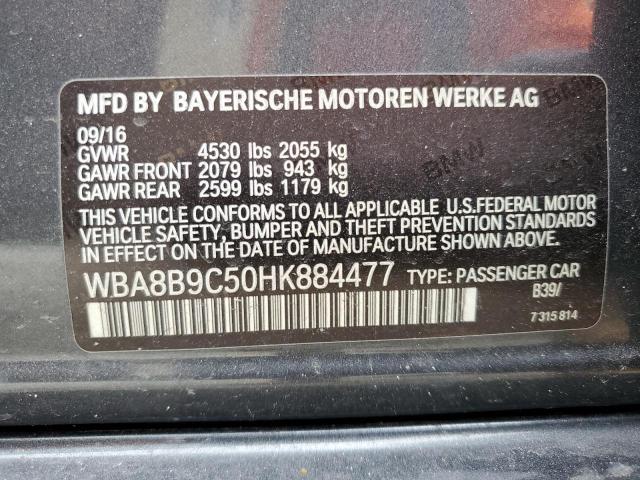 MFD BY BAYERISCHE MOTOREN WERKE AG
09/16
GVWR 4530 lbs 2055 kg
GAWR FRONT 2079 lbs 943 kg
GAWR REAR 2599 lbs 1179 kg
THIS VEHICLE CONFORMS TO ALL APPLICABLE U.S.FEDERAL MOTOR
VEHICLE SAFETY, BUMPER AND THEFT PREVENTION STANDARDS
IN EFFECT ON THE DATE OF MANUFACTURE SHOWN ABOVE.
WBA8B9C50HK884477 TYPE: PASSENGER CAR
B39/
7 315 814